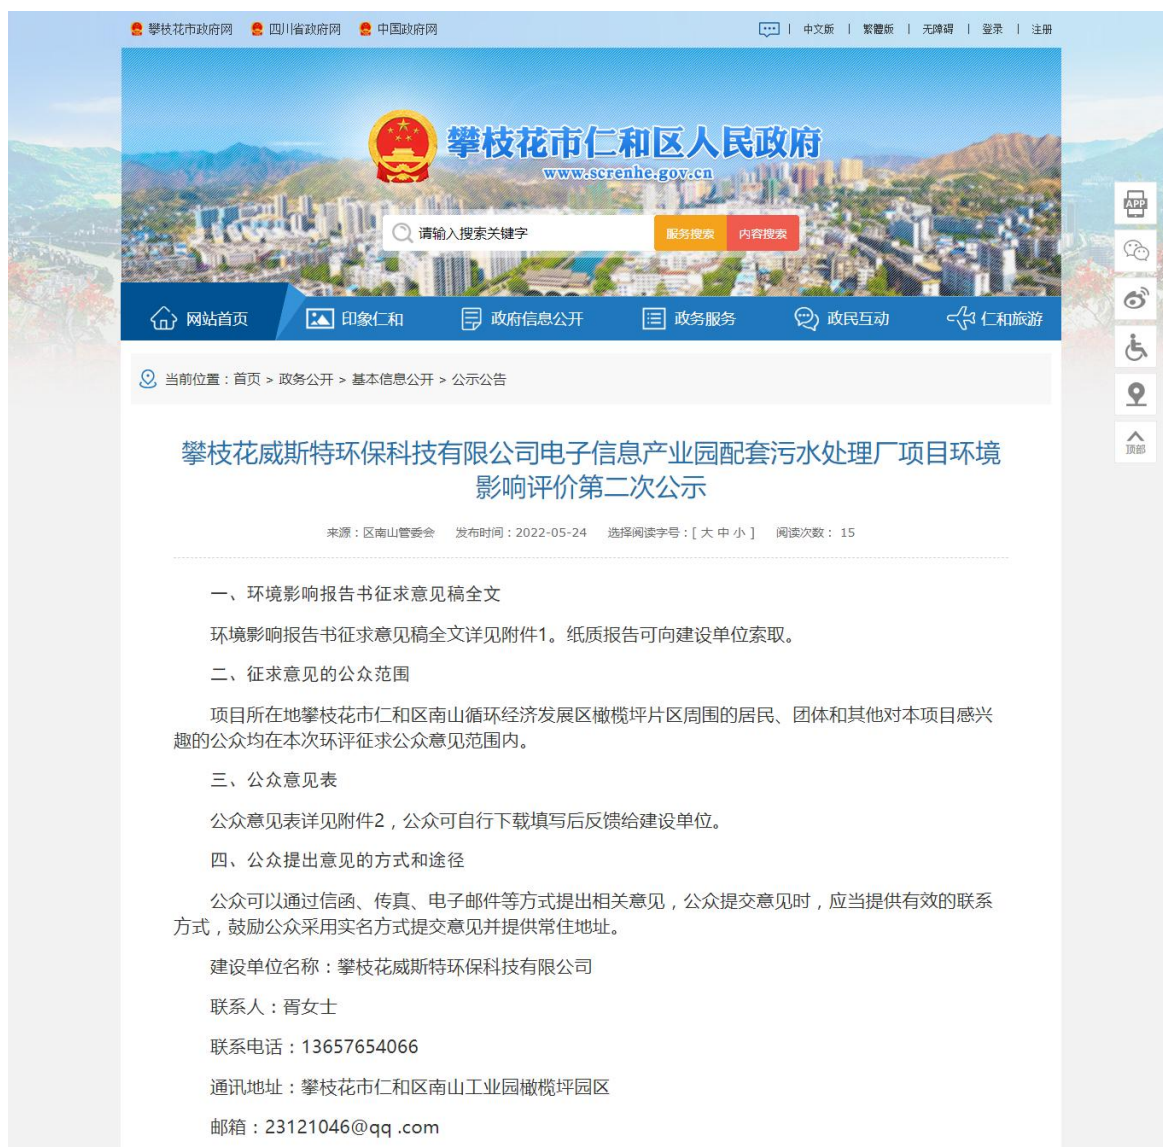 攀枝花市政府网 四川省政府网 中国政府网 | 中文版 | 繁體版 | 无障碍 | 登录 | 注册
攀枝花市仁和区人民政府
www.screnhe.gov.cn
请输入搜索关键字 服务搜索 内容搜索
网站首页 印象仁和 政府信息公开 政务服务 政民互动 仁和旅游
APP
顶部
当前位置：首页 > 政务公开 > 基本信息公开 > 公示公告
攀枝花威斯特环保科技有限公司电子信息产业园配套污水处理厂项目环境
影响评价第二次公示
来源：区南山管委会 发布时间：2022-05-24 选择阅读字号：[ 大 中 小 ] 阅读次数： 15
一、环境影响报告书征求意见稿全文
环境影响报告书征求意见稿全文详见附件1。纸质报告可向建设单位索取。
二、征求意见的公众范围
项目所在地攀枝花市仁和区南山循环经济发展区橄榄坪片区周围的居民、团体和其他对本项目感兴
趣的公众均在本次环评征求公众意见范围内。
三、公众意见表
公众意见表详见附件2，公众可自行下载填写后反馈给建设单位。
四、公众提出意见的方式和途径
公众可以通过信函、传真、电子邮件等方式提出相关意见，公众提交意见时，应当提供有效的联系
方式，鼓励公众采用实名方式提交意见并提供常住地址。
建设单位名称：攀枝花威斯特环保科技有限公司
联系人：胥女士
联系电话：13657654066
通讯地址：攀枝花市仁和区南山工业园橄榄坪园区
邮箱：23121046@qq .com